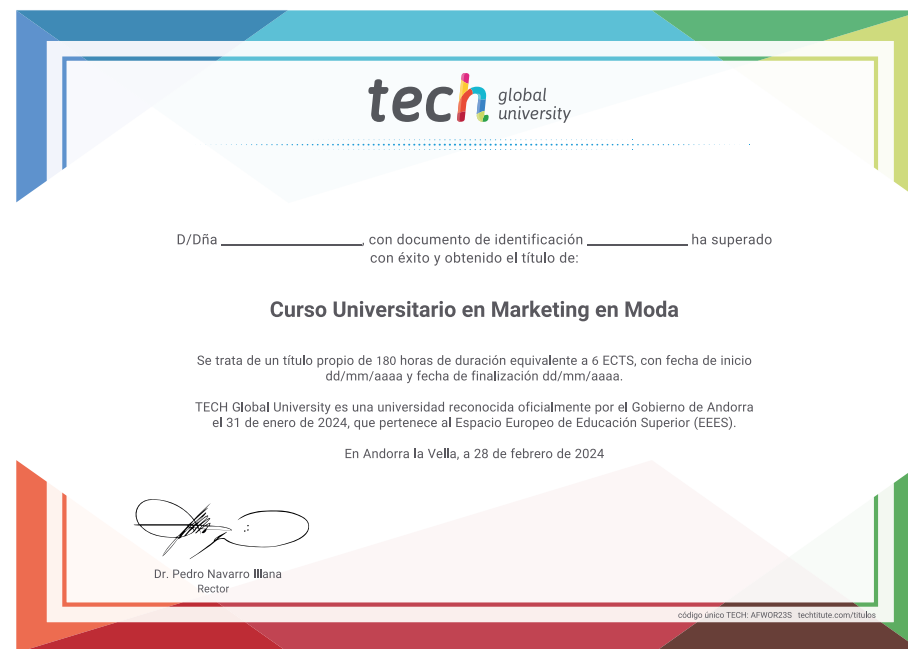 tech global university
D/Dña ______________, con documento de identificación __________ ha superado
con éxito y obtenido el título de:
Curso Universitario en Marketing en Moda
Se trata de un título propio de 180 horas de duración equivalente a 6 ECTS, con fecha de inicio
dd/mm/aaaa y fecha de finalización dd/mm/aaaa.
TECH Global University es una universidad reconocida oficialmente por el Gobierno de Andorra
el 31 de enero de 2024, que pertenece al Espacio Europeo de Educación Superior (EEES).
En Andorra la Vella, a 28 de febrero de 2024
Dr. Pedro Navarro Illana
Rector
código único TECH: AFWOR23S techtitute.com/titulos